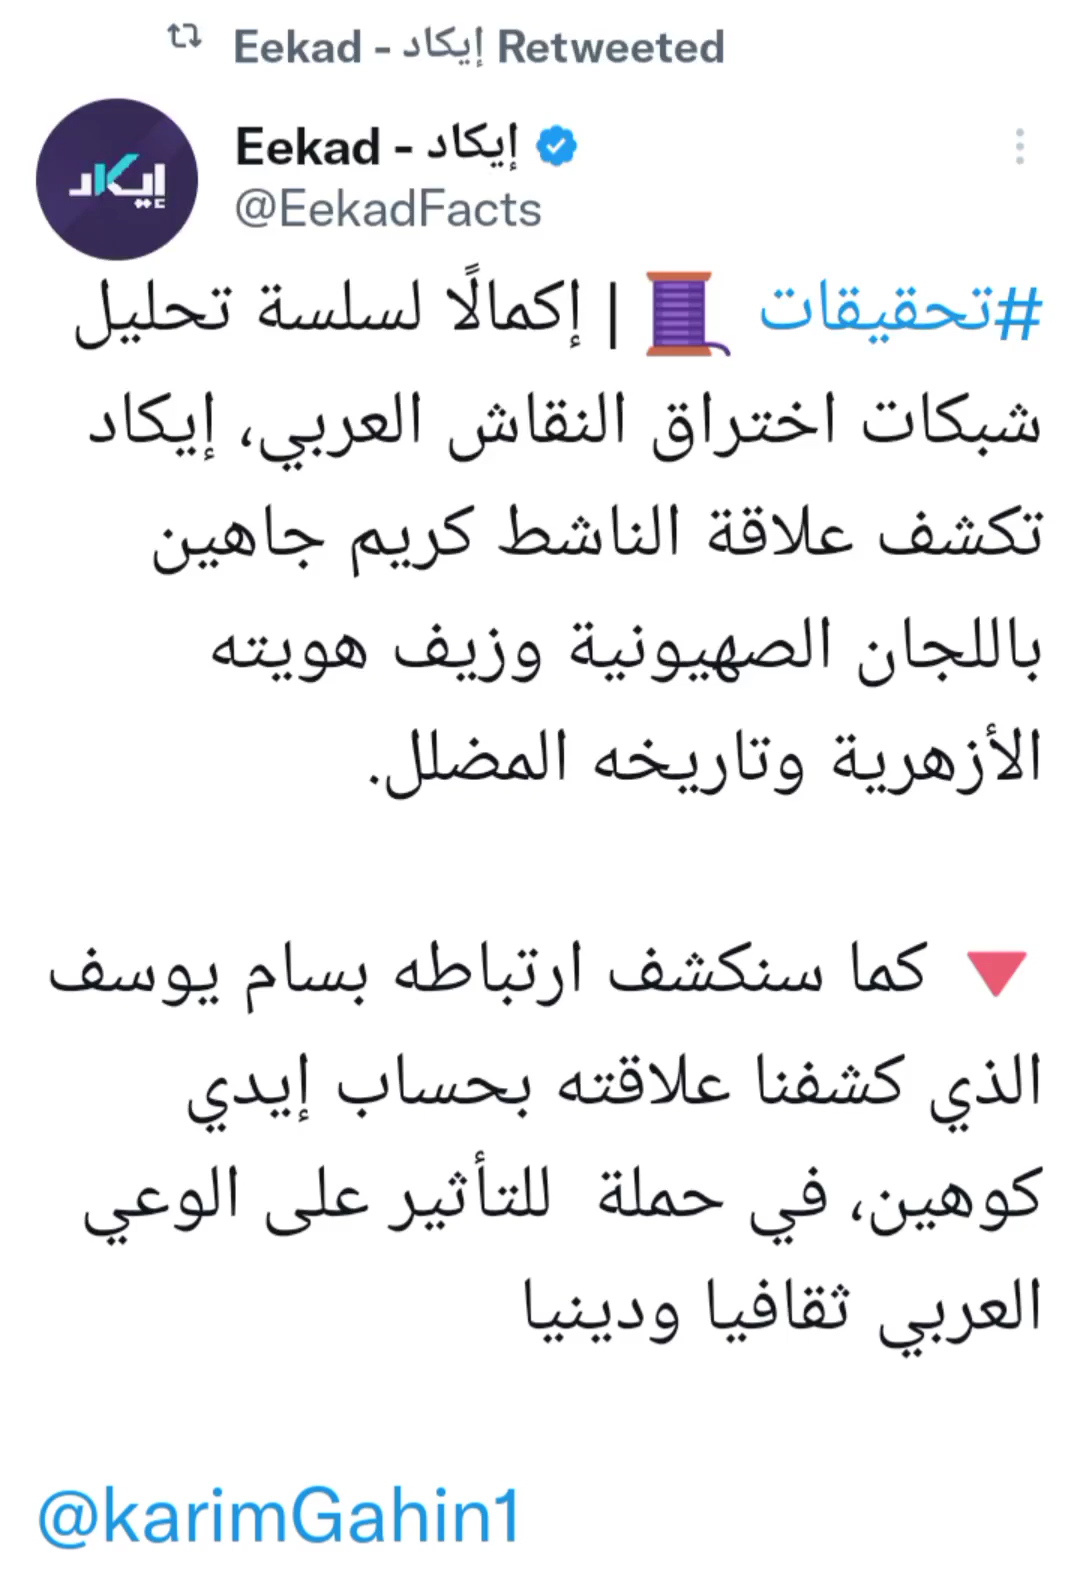 Eekad - إيكاد Retweeted
Eekad - إيكاد
@EekadFacts
إيكاد
#تحقيقات 🧵 | إكمالًا لسلسة تحليل
شبكات اختراق النقاش العربي، إيكاد
تكشف علاقة الناشط كريم جاهين
باللجان الصهيونية وزيف هويته
الأزهرية وتاريخه المضلل.
🔻 كما سنكشف ارتباطه بسام يوسف
الذي كشفنا علاقته بحساب إيدي
كوهين، في حملة للتأثير على الوعي
العربي ثقافيا ودينيا
@karimGahin1